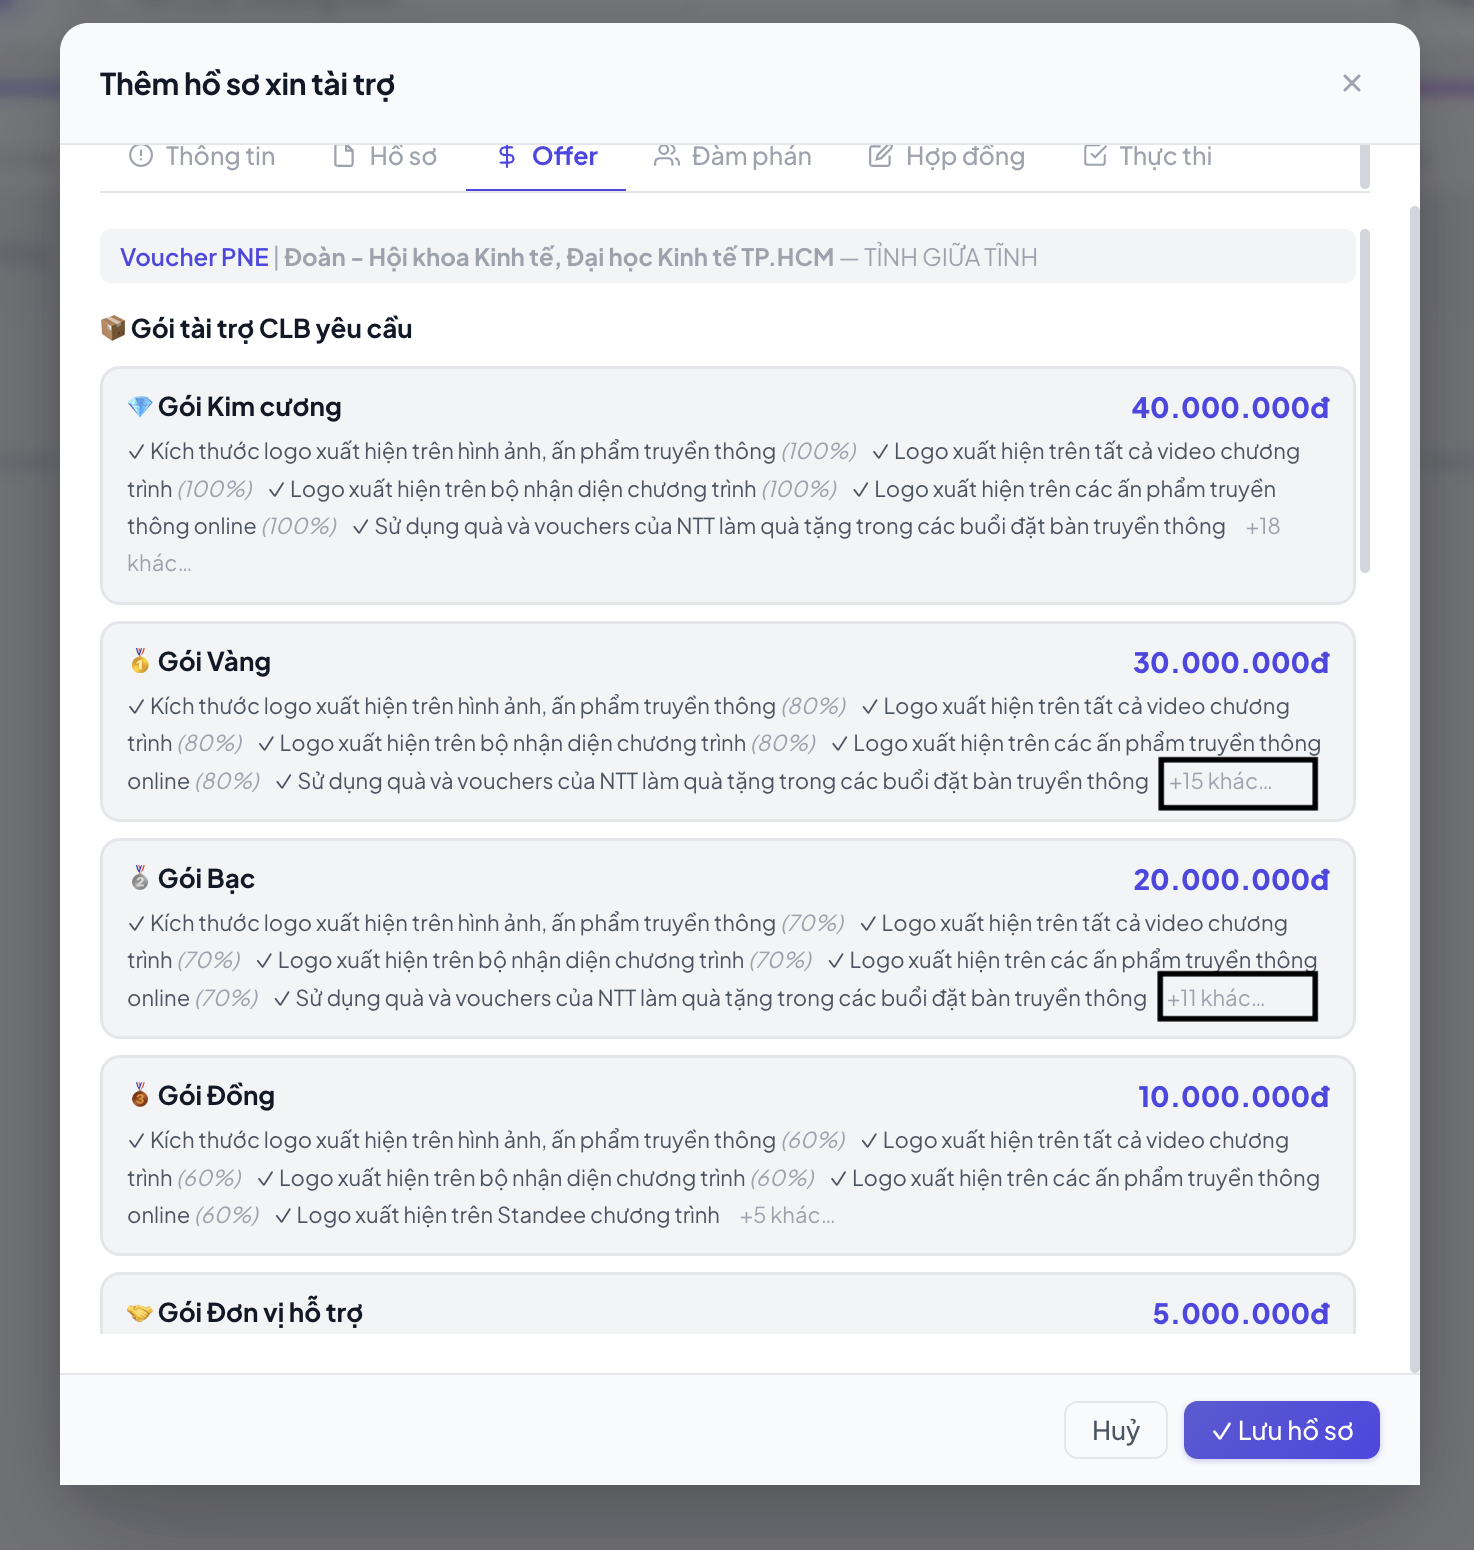 Thêm hồ sơ xin tài trợ
Thông tin Hồ sơ Offer Đàm phán Hợp đồng Thực thi
Voucher PNE | Đoàn - Hội khoa Kinh tế, Đại học Kinh tế TP.HCM — TỈNH GIỮA TĨNH
📦 Gói tài trợ CLB yêu cầu
💎 Gói Kim cương 40.000.000đ
✓ Kích thước logo xuất hiện trên hình ảnh, ấn phẩm truyền thông (100%) ✓ Logo xuất hiện trên tất cả video chương
trình (100%) ✓ Logo xuất hiện trên bộ nhận diện chương trình (100%) ✓ Logo xuất hiện trên các ấn phẩm truyền
thông online (100%) ✓ Sử dụng quà và vouchers của NTT làm quà tặng trong các buổi đặt bàn truyền thông +18
khác...
🥇 Gói Vàng 30.000.000đ
✓ Kích thước logo xuất hiện trên hình ảnh, ấn phẩm truyền thông (80%) ✓ Logo xuất hiện trên tất cả video chương
trình (80%) ✓ Logo xuất hiện trên bộ nhận diện chương trình (80%) ✓ Logo xuất hiện trên các ấn phẩm truyền thông
online (80%) ✓ Sử dụng quà và vouchers của NTT làm quà tặng trong các buổi đặt bàn truyền thông +15 khác...
🥈 Gói Bạc 20.000.000đ
✓ Kích thước logo xuất hiện trên hình ảnh, ấn phẩm truyền thông (70%) ✓ Logo xuất hiện trên tất cả video chương
trình (70%) ✓ Logo xuất hiện trên bộ nhận diện chương trình (70%) ✓ Logo xuất hiện trên các ấn phẩm truyền thông
online (70%) ✓ Sử dụng quà và vouchers của NTT làm quà tặng trong các buổi đặt bàn truyền thông +11 khác...
🥉 Gói Đồng 10.000.000đ
✓ Kích thước logo xuất hiện trên hình ảnh, ấn phẩm truyền thông (60%) ✓ Logo xuất hiện trên tất cả video chương
trình (60%) ✓ Logo xuất hiện trên bộ nhận diện chương trình (60%) ✓ Logo xuất hiện trên các ấn phẩm truyền thông
online (60%) ✓ Logo xuất hiện trên Standee chương trình +5 khác...
🤝 Gói Đơn vị hỗ trợ 5.000.000đ
Huỷ ✓ Lưu hồ sơ